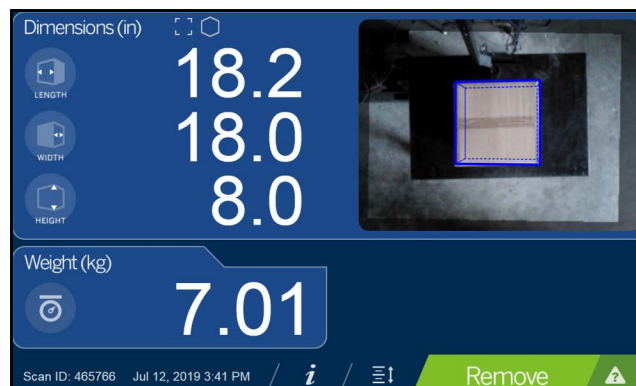 Dimensions (in)
LENGTH
18.2
WIDTH
18.0
HEIGHT
8.0
Weight (kg)
7.01
Scan ID: 465766 Jul 12, 2019 3:41 PM / i / Remove ?